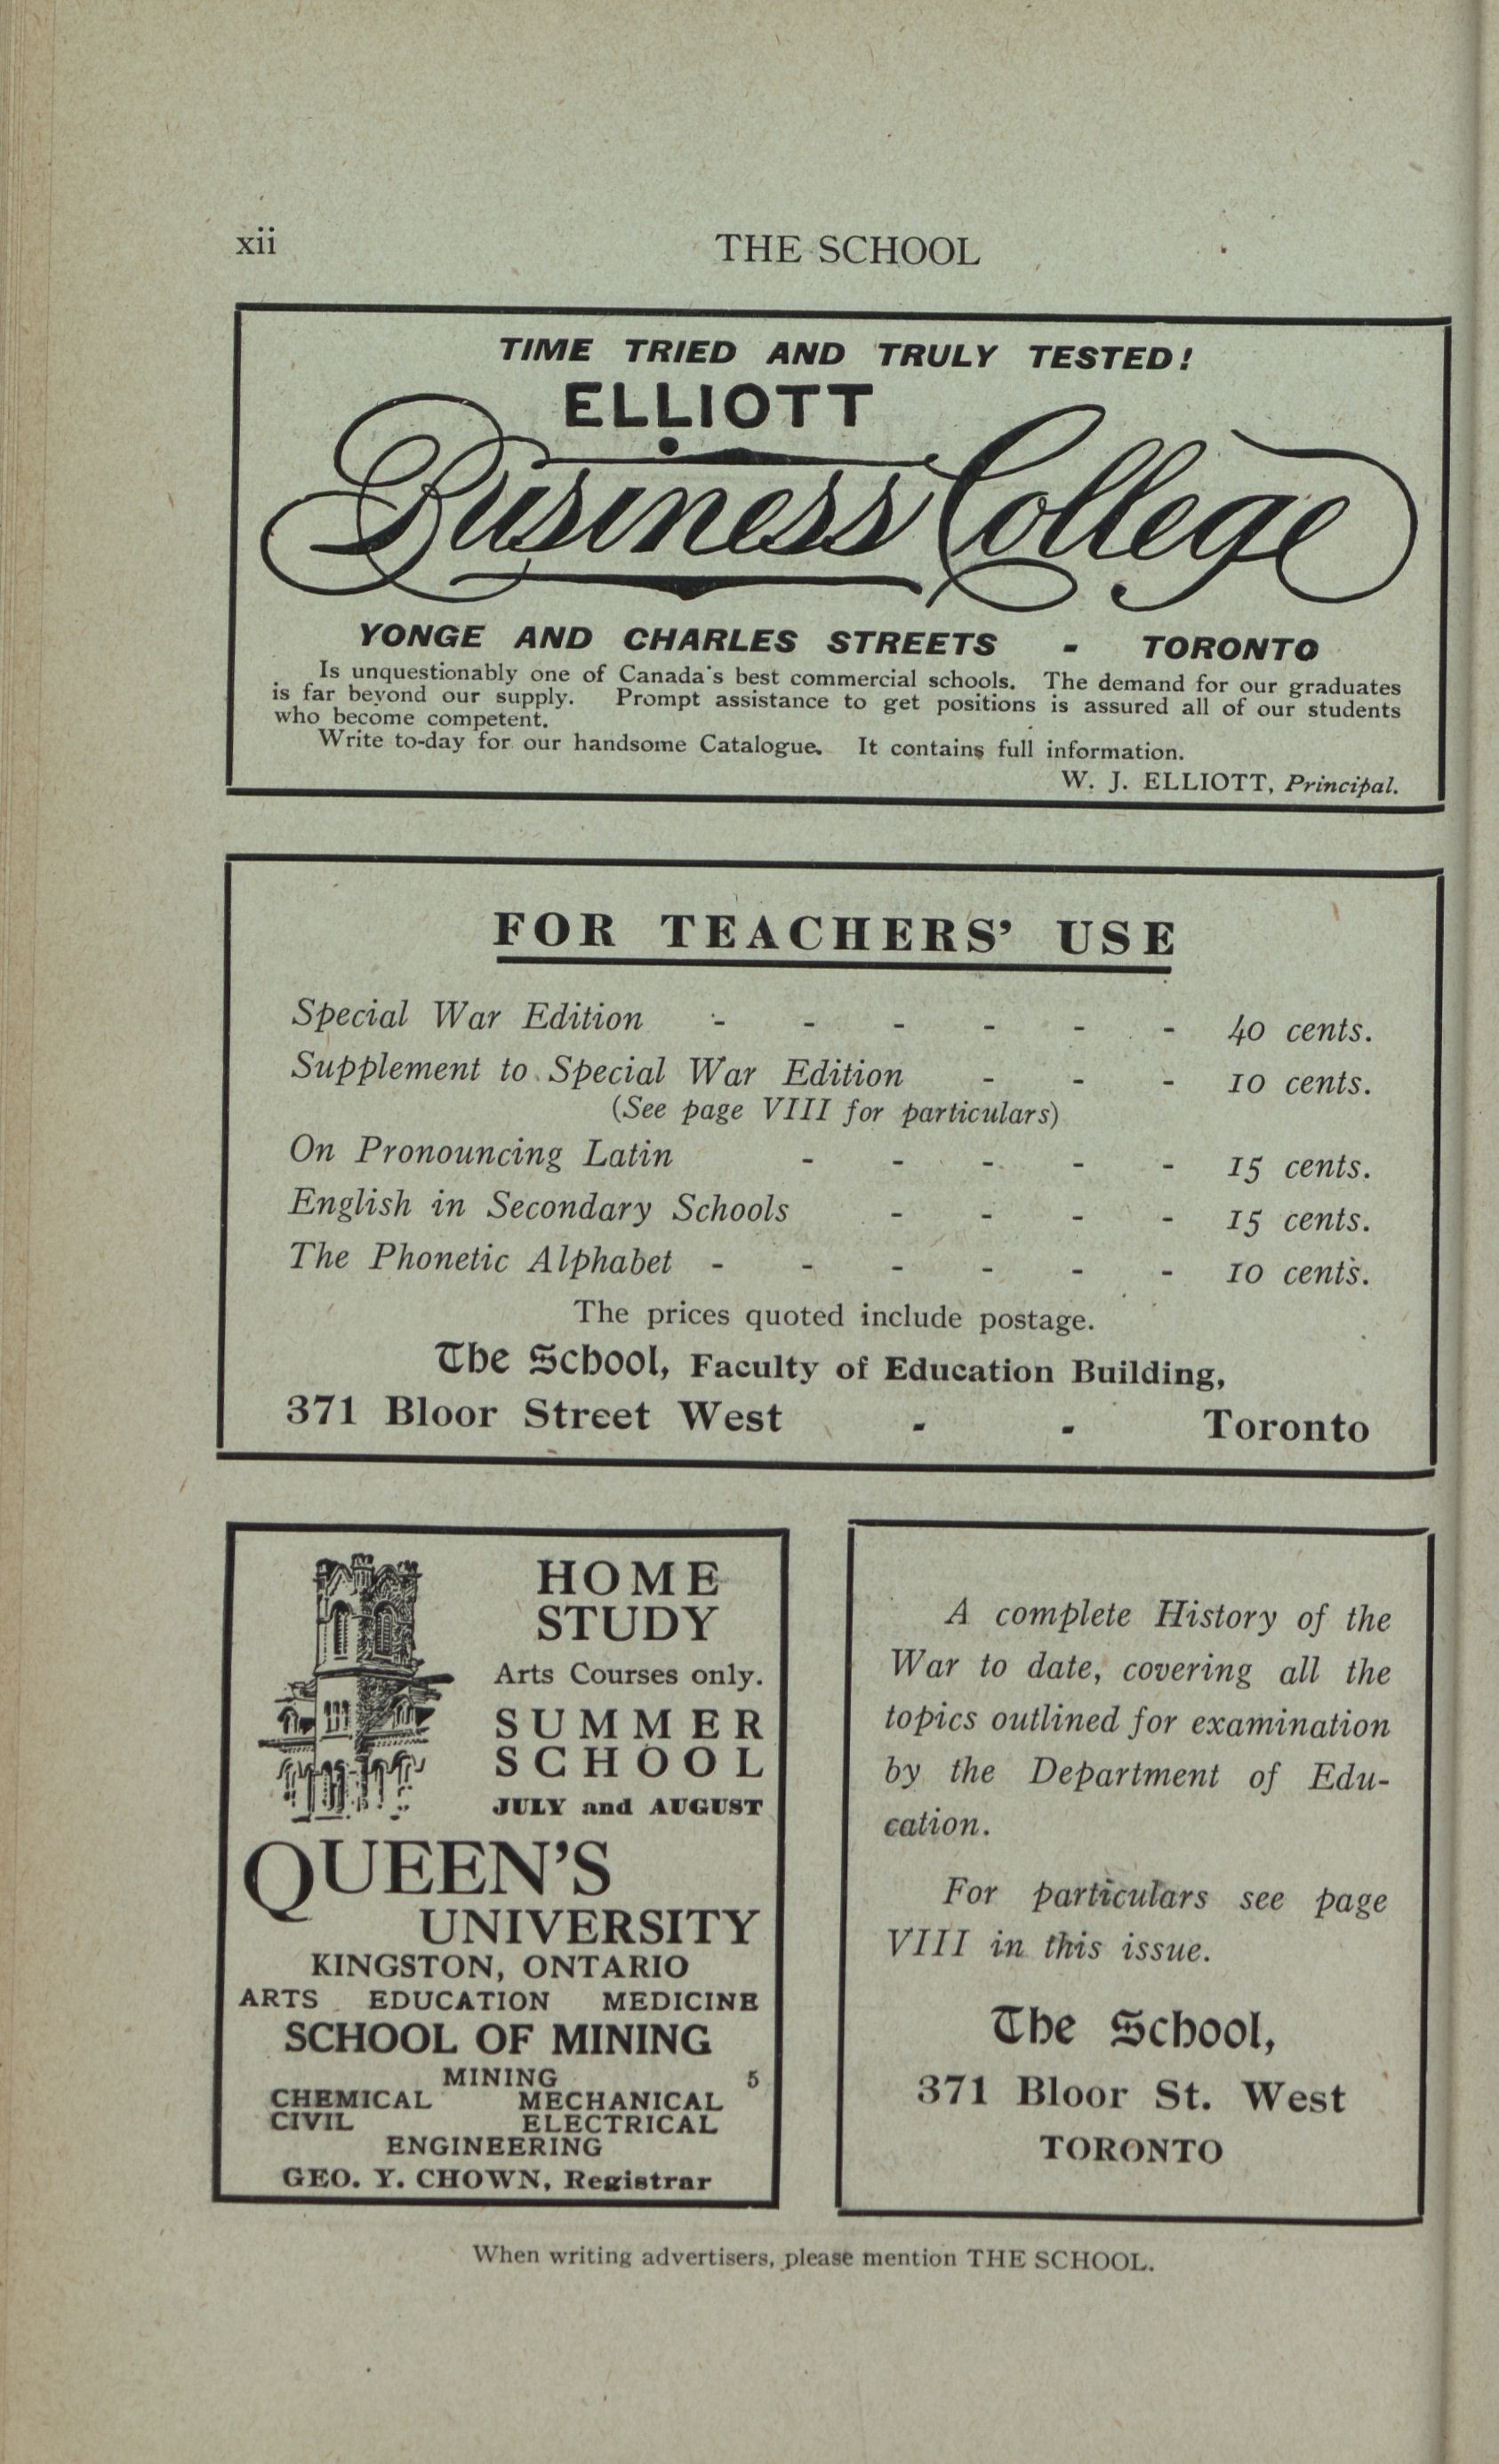 xii
THE SCHOOL
TIME TRIED AND TRULY TESTED!
ELLIOTT
Business College
YONGE AND CHARLES STREETS - TORONTO
Is unquestionably one of Canada's best commercial schools. The demand for our graduates
is far beyond our supply. Prompt assistance to get positions is assured all of our students
who become competent.
Write to-day for our handsome Catalogue. It contains full information.
W. J. ELLIOTT, Principal.
FOR TEACHERS' USE
Special War Edition - - - - - - 40 cents.
Supplement to Special War Edition - - - 10 cents.
(See page VIII for particulars)
On Pronouncing Latin - - - - - 15 cents.
English in Secondary Schools - - - - 15 cents.
The Phonetic Alphabet - - - - - - 10 cents.
The prices quoted include postage.
The School, Faculty of Education Building,
371 Bloor Street West - - Toronto
HOME
STUDY
Arts Courses only.
SUMMER
SCHOOL
JULY and AUGUST
QUEEN'S
UNIVERSITY
KINGSTON, ONTARIO
ARTS EDUCATION MEDICINE
SCHOOL OF MINING
MINING 5
CHEMICAL MECHANICAL
CIVIL ELECTRICAL
ENGINEERING
GEO. Y. CHOWN, Registrar
A complete History of the
War to date, covering all the
topics outlined for examination
by the Department of Edu-
cation.
For particulars see page
VIII in this issue.
The School,
371 Bloor St. West
TORONTO
When writing advertisers, please mention THE SCHOOL.